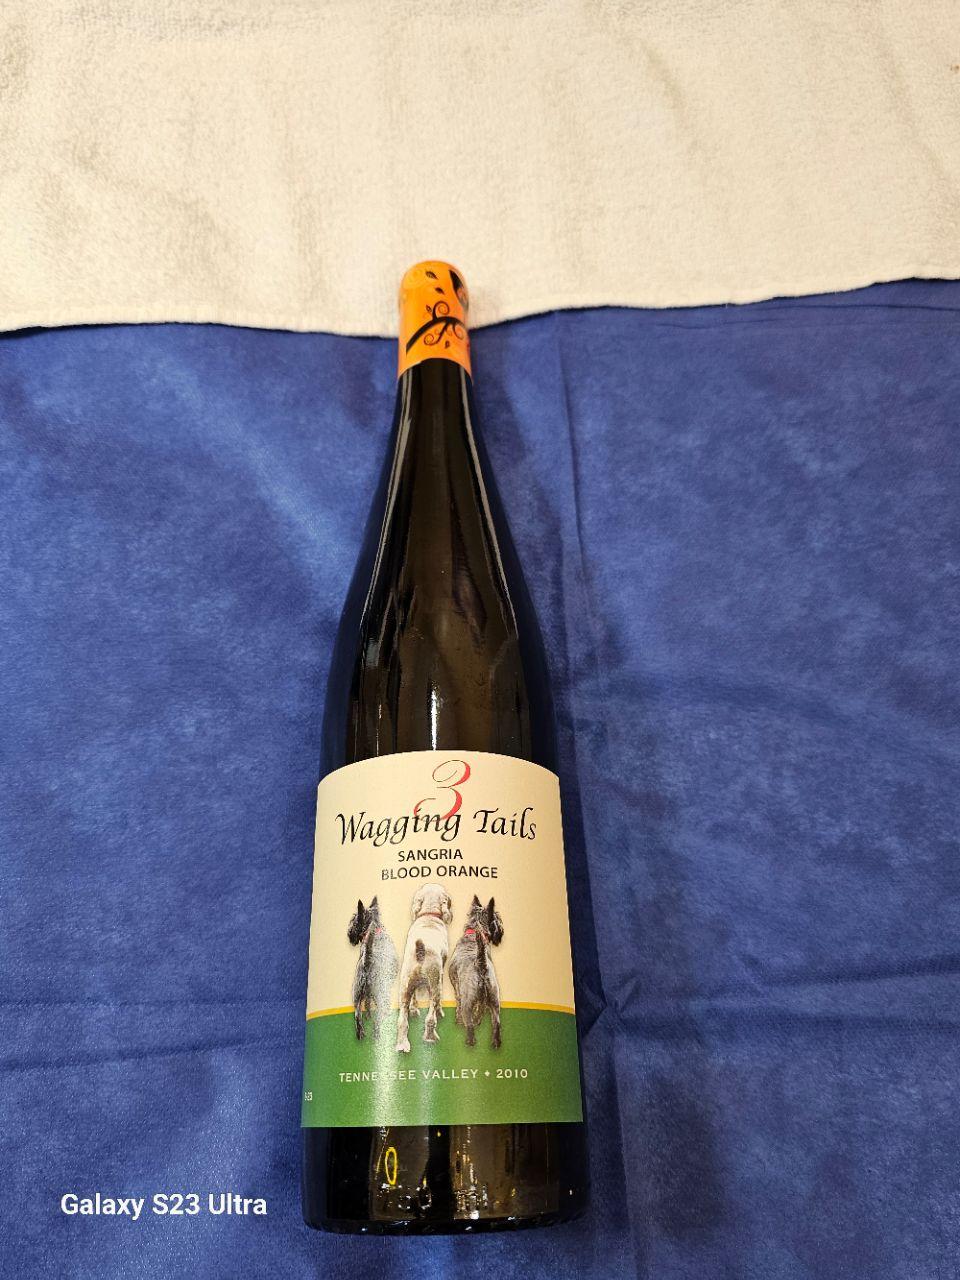 3
Wagging Tails
SANGRIA
BLOOD ORANGE
TENNESSEE VALLEY • 2010
Galaxy S23 Ultra